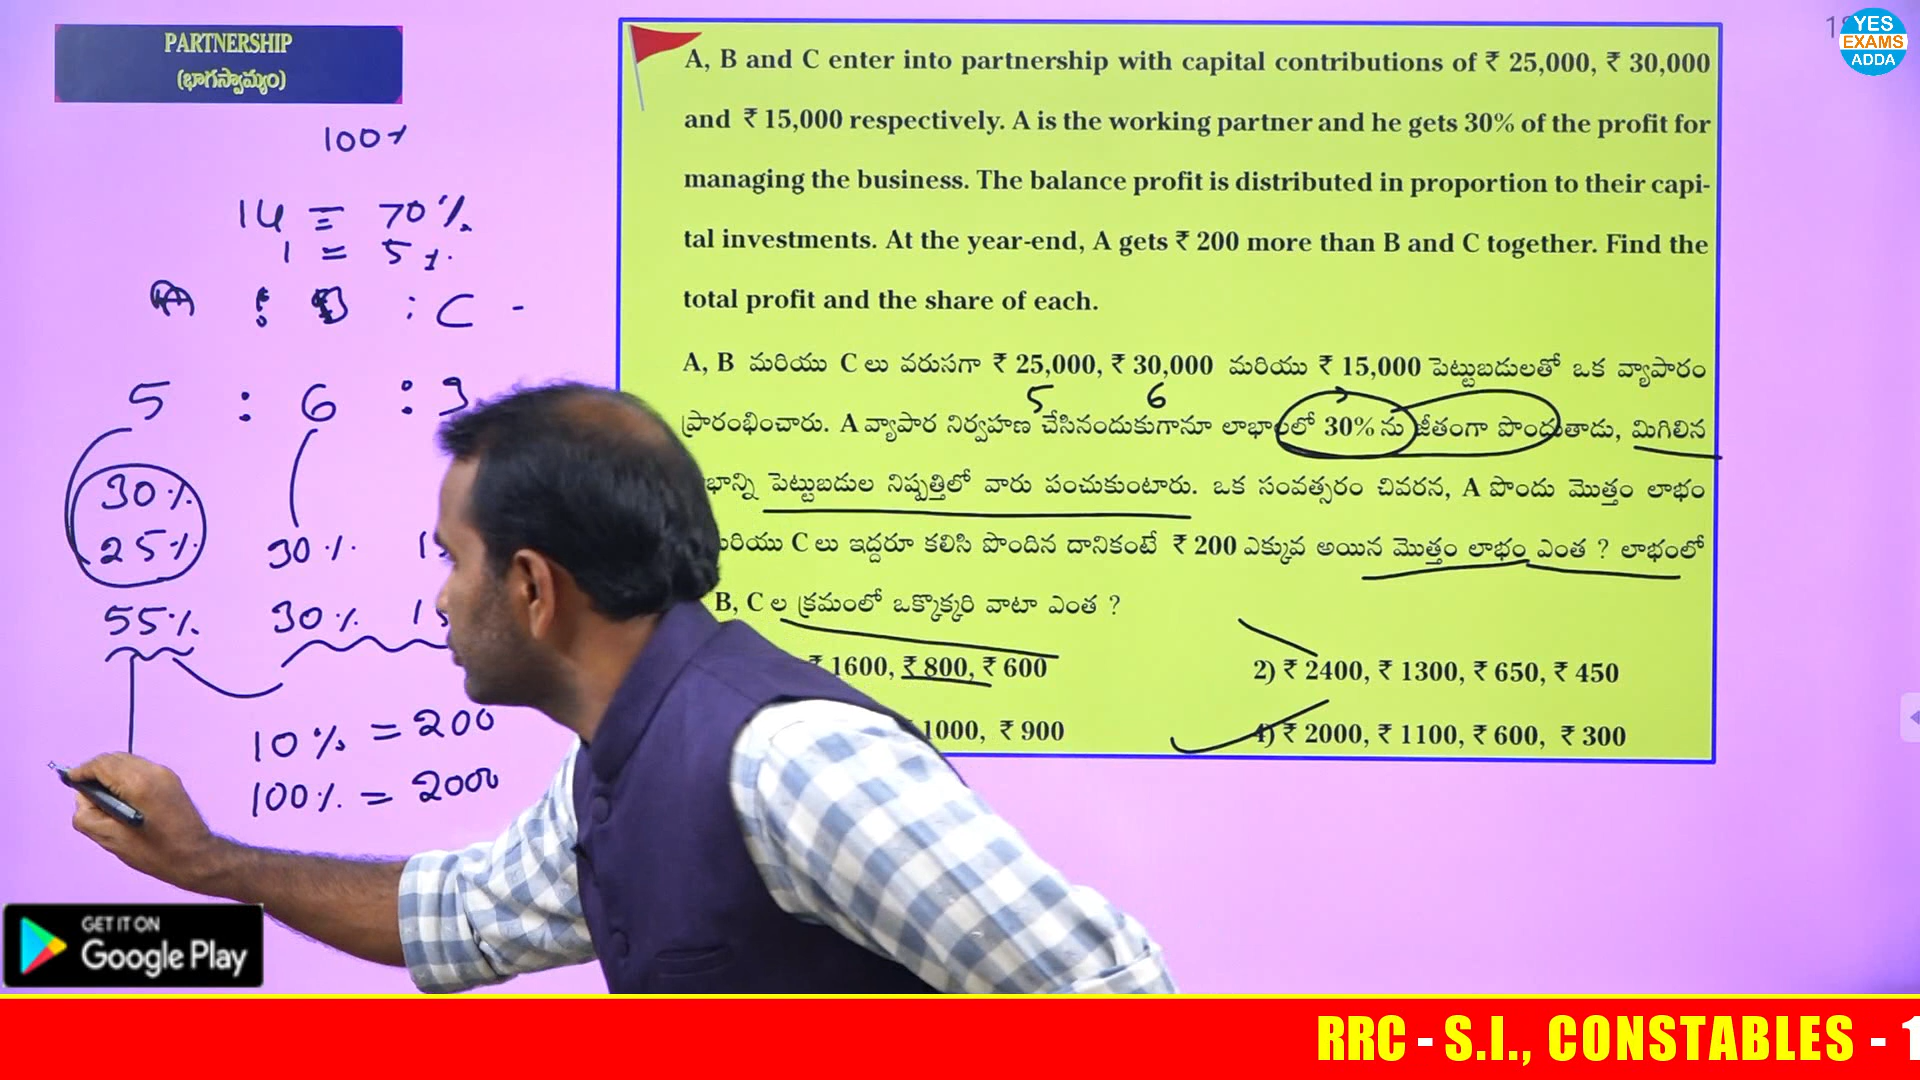 PARTNERSHIP
(భాగస్వామ్యం)
YES
EXAMS
ADDA
A, B and C enter into partnership with capital contributions of ₹ 25,000, ₹ 30,000
and ₹ 15,000 respectively. A is the working partner and he gets 30% of the profit for
managing the business. The balance profit is distributed in proportion to their capi-
tal investments. At the year-end, A gets ₹ 200 more than B and C together. Find the
total profit and the share of each.
A, B మరియు C లు వరుసగా ₹ 25,000, ₹ 30,000 మరియు ₹ 15,000 పెట్టుబడులతో ఒక వ్యాపారం
5 6 3
ప్రారంభించారు. A వ్యాపార నిర్వహణ చేసినందుకుగానూ లాభాలలో 30% ను జీతంగా పొందుతాడు, మిగిలిన
పెట్టుబడుల నిష్పత్తిలో వారు పంచుకుంటారు. ఒక సంవత్సరం చివరన, A పొందు మొత్తం లాభం
C లు ఇద్దరూ కలిసి పొందిన దానికంటే ₹ 200 ఎక్కువ అయిన మొత్తం లాభం ఎంత ? లాభంలో
B, C ల క్రమంలో ఒక్కొక్కరి వాటా ఎంత ?
₹ 1600, ₹ 800, ₹ 600
2) ₹ 2400, ₹ 1300, ₹ 650, ₹ 450
1000, ₹ 900
4) ₹ 2000, ₹ 1100, ₹ 600, ₹ 300
100%
14 = 70%
1 = 5%
A : B : C -
5 : 6 : 3
30%
25% 30%
55% 30%
10% = 200
100% = 2000
GET IT ON
Google Play
RRC - S.I., CONSTABLES - 1